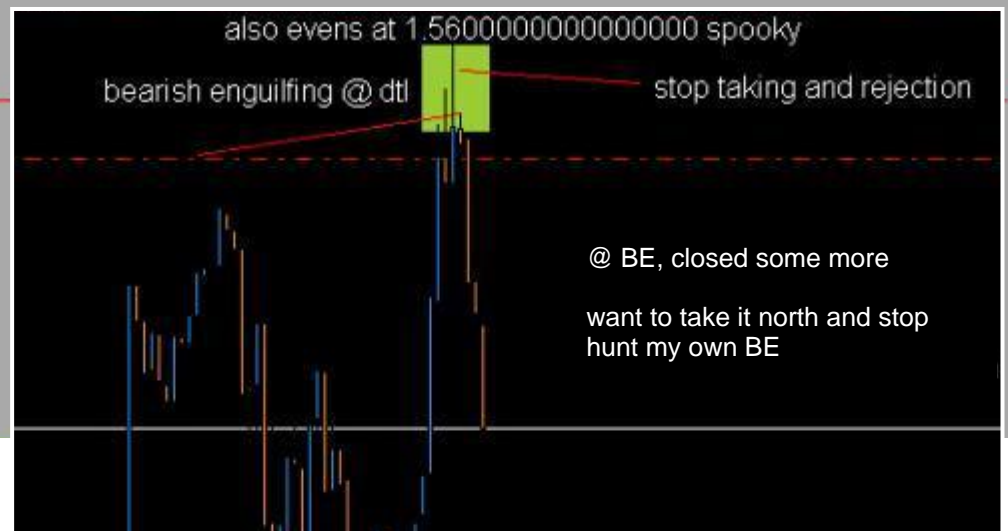 also evens at 1.5600000000000000 spooky
bearish enguilfing @ dtl
stop taking and rejection
@ BE, closed some more
want to take it north and stop
hunt my own BE